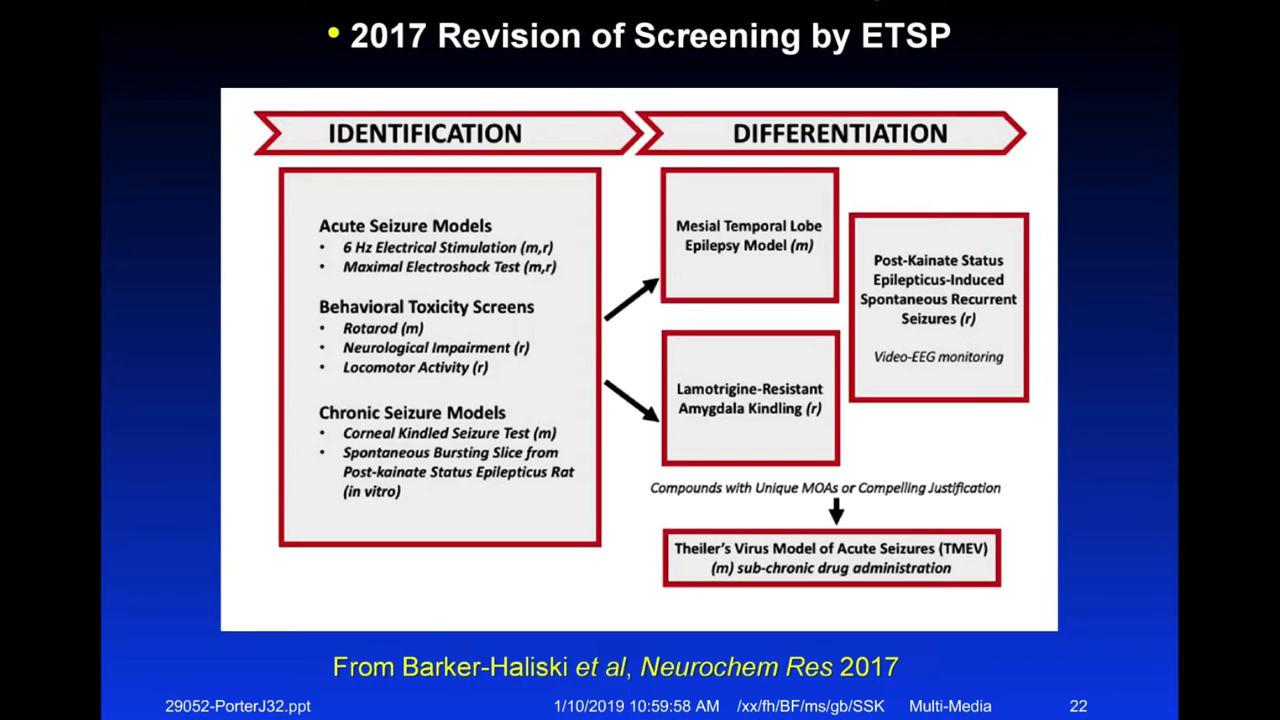 • 2017 Revision of Screening by ETSP
IDENTIFICATION
DIFFERENTIATION
Acute Seizure Models
• 6 Hz Electrical Stimulation (m,r)
• Maximal Electroshock Test (m,r)
Behavioral Toxicity Screens
• Rotarod (m)
• Neurological Impairment (r)
• Locomotor Activity (r)
Chronic Seizure Models
• Corneal Kindled Seizure Test (m)
• Spontaneous Bursting Slice from
Post-kainate Status Epilepticus Rat
(in vitro)
Mesial Temporal Lobe
Epilepsy Model (m)
Lamotrigine-Resistant
Amygdala Kindling (r)
Post-Kainate Status
Epilepticus-Induced
Spontaneous Recurrent
Seizures (r)
Video-EEG monitoring
Compounds with Unique MOAs or Compelling Justification
Theiler's Virus Model of Acute Seizures (TMEV)
(m) sub-chronic drug administration
From Barker-Haliski et al, Neurochem Res 2017
29052-PorterJ32.ppt 1/10/2019 10:59:58 AM /xx/fh/BF/ms/gb/SSK Multi-Media 22